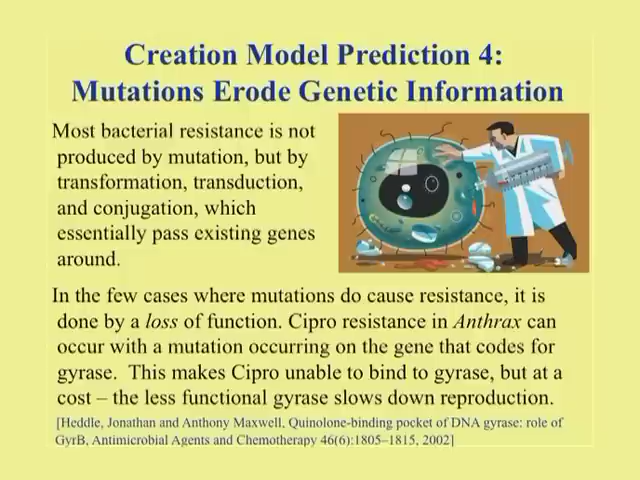 Creation Model Prediction 4:
Mutations Erode Genetic Information
Most bacterial resistance is not
produced by mutation, but by
transformation, transduction,
and conjugation, which
essentially pass existing genes
around.
In the few cases where mutations do cause resistance, it is
done by a loss of function. Cipro resistance in Anthrax can
occur with a mutation occurring on the gene that codes for
gyrase. This makes Cipro unable to bind to gyrase, but at a
cost – the less functional gyrase slows down reproduction.
[Heddle, Jonathan and Anthony Maxwell, Quinolone-binding pocket of DNA gyrase: role of
GyrB, Antimicrobial Agents and Chemotherapy 46(6):1805–1815, 2002]